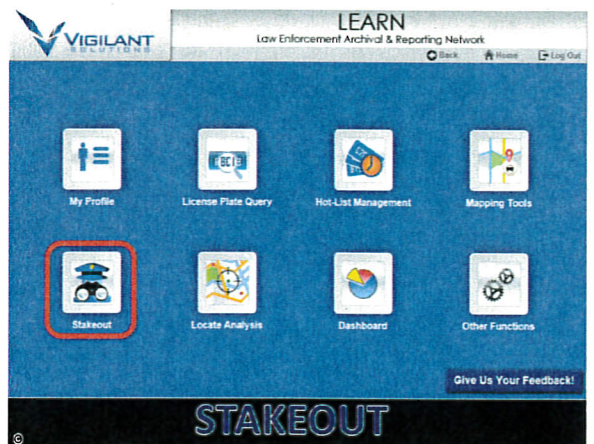 VIGILANT
SOLUTIONS
LEARN
Law Enforcement Archival & Reporting Network
Back Home Log Out
My Profile License Plate Query Hot-List Management Mapping Tools
Stakeout Locate Analysis Dashboard Other Functions
Give Us Your Feedback!
STAKEOUT
©